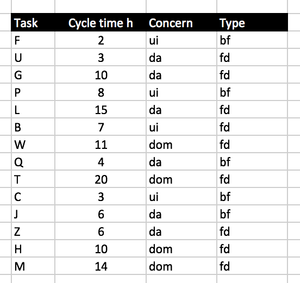 Task Cycle time h Concern Type
F 2 ui bf
U 3 da fd
G 10 da fd
P 8 ui bf
L 15 da fd
B 7 ui fd
W 11 dom fd
Q 4 da bf
T 20 dom fd
C 3 ui bf
J 6 da bf
Z 6 da fd
H 10 dom fd
M 14 dom fd